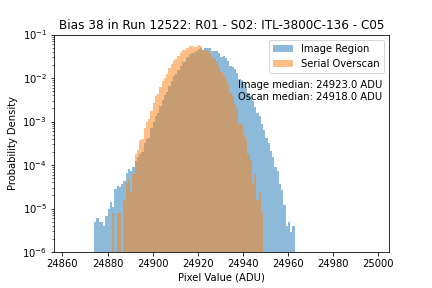 Bias 38 in Run 12522: R01 - S02: ITL-3800C-136 - C05
10⁻¹
10⁻²
10⁻³
10⁻⁴
10⁻⁵
10⁻⁶
Probability Density
Image Region
Serial Overscan
Image median: 24923.0 ADU
Oscan median: 24918.0 ADU
24860 24880 24900 24920 24940 24960 24980 25000
Pixel Value (ADU)